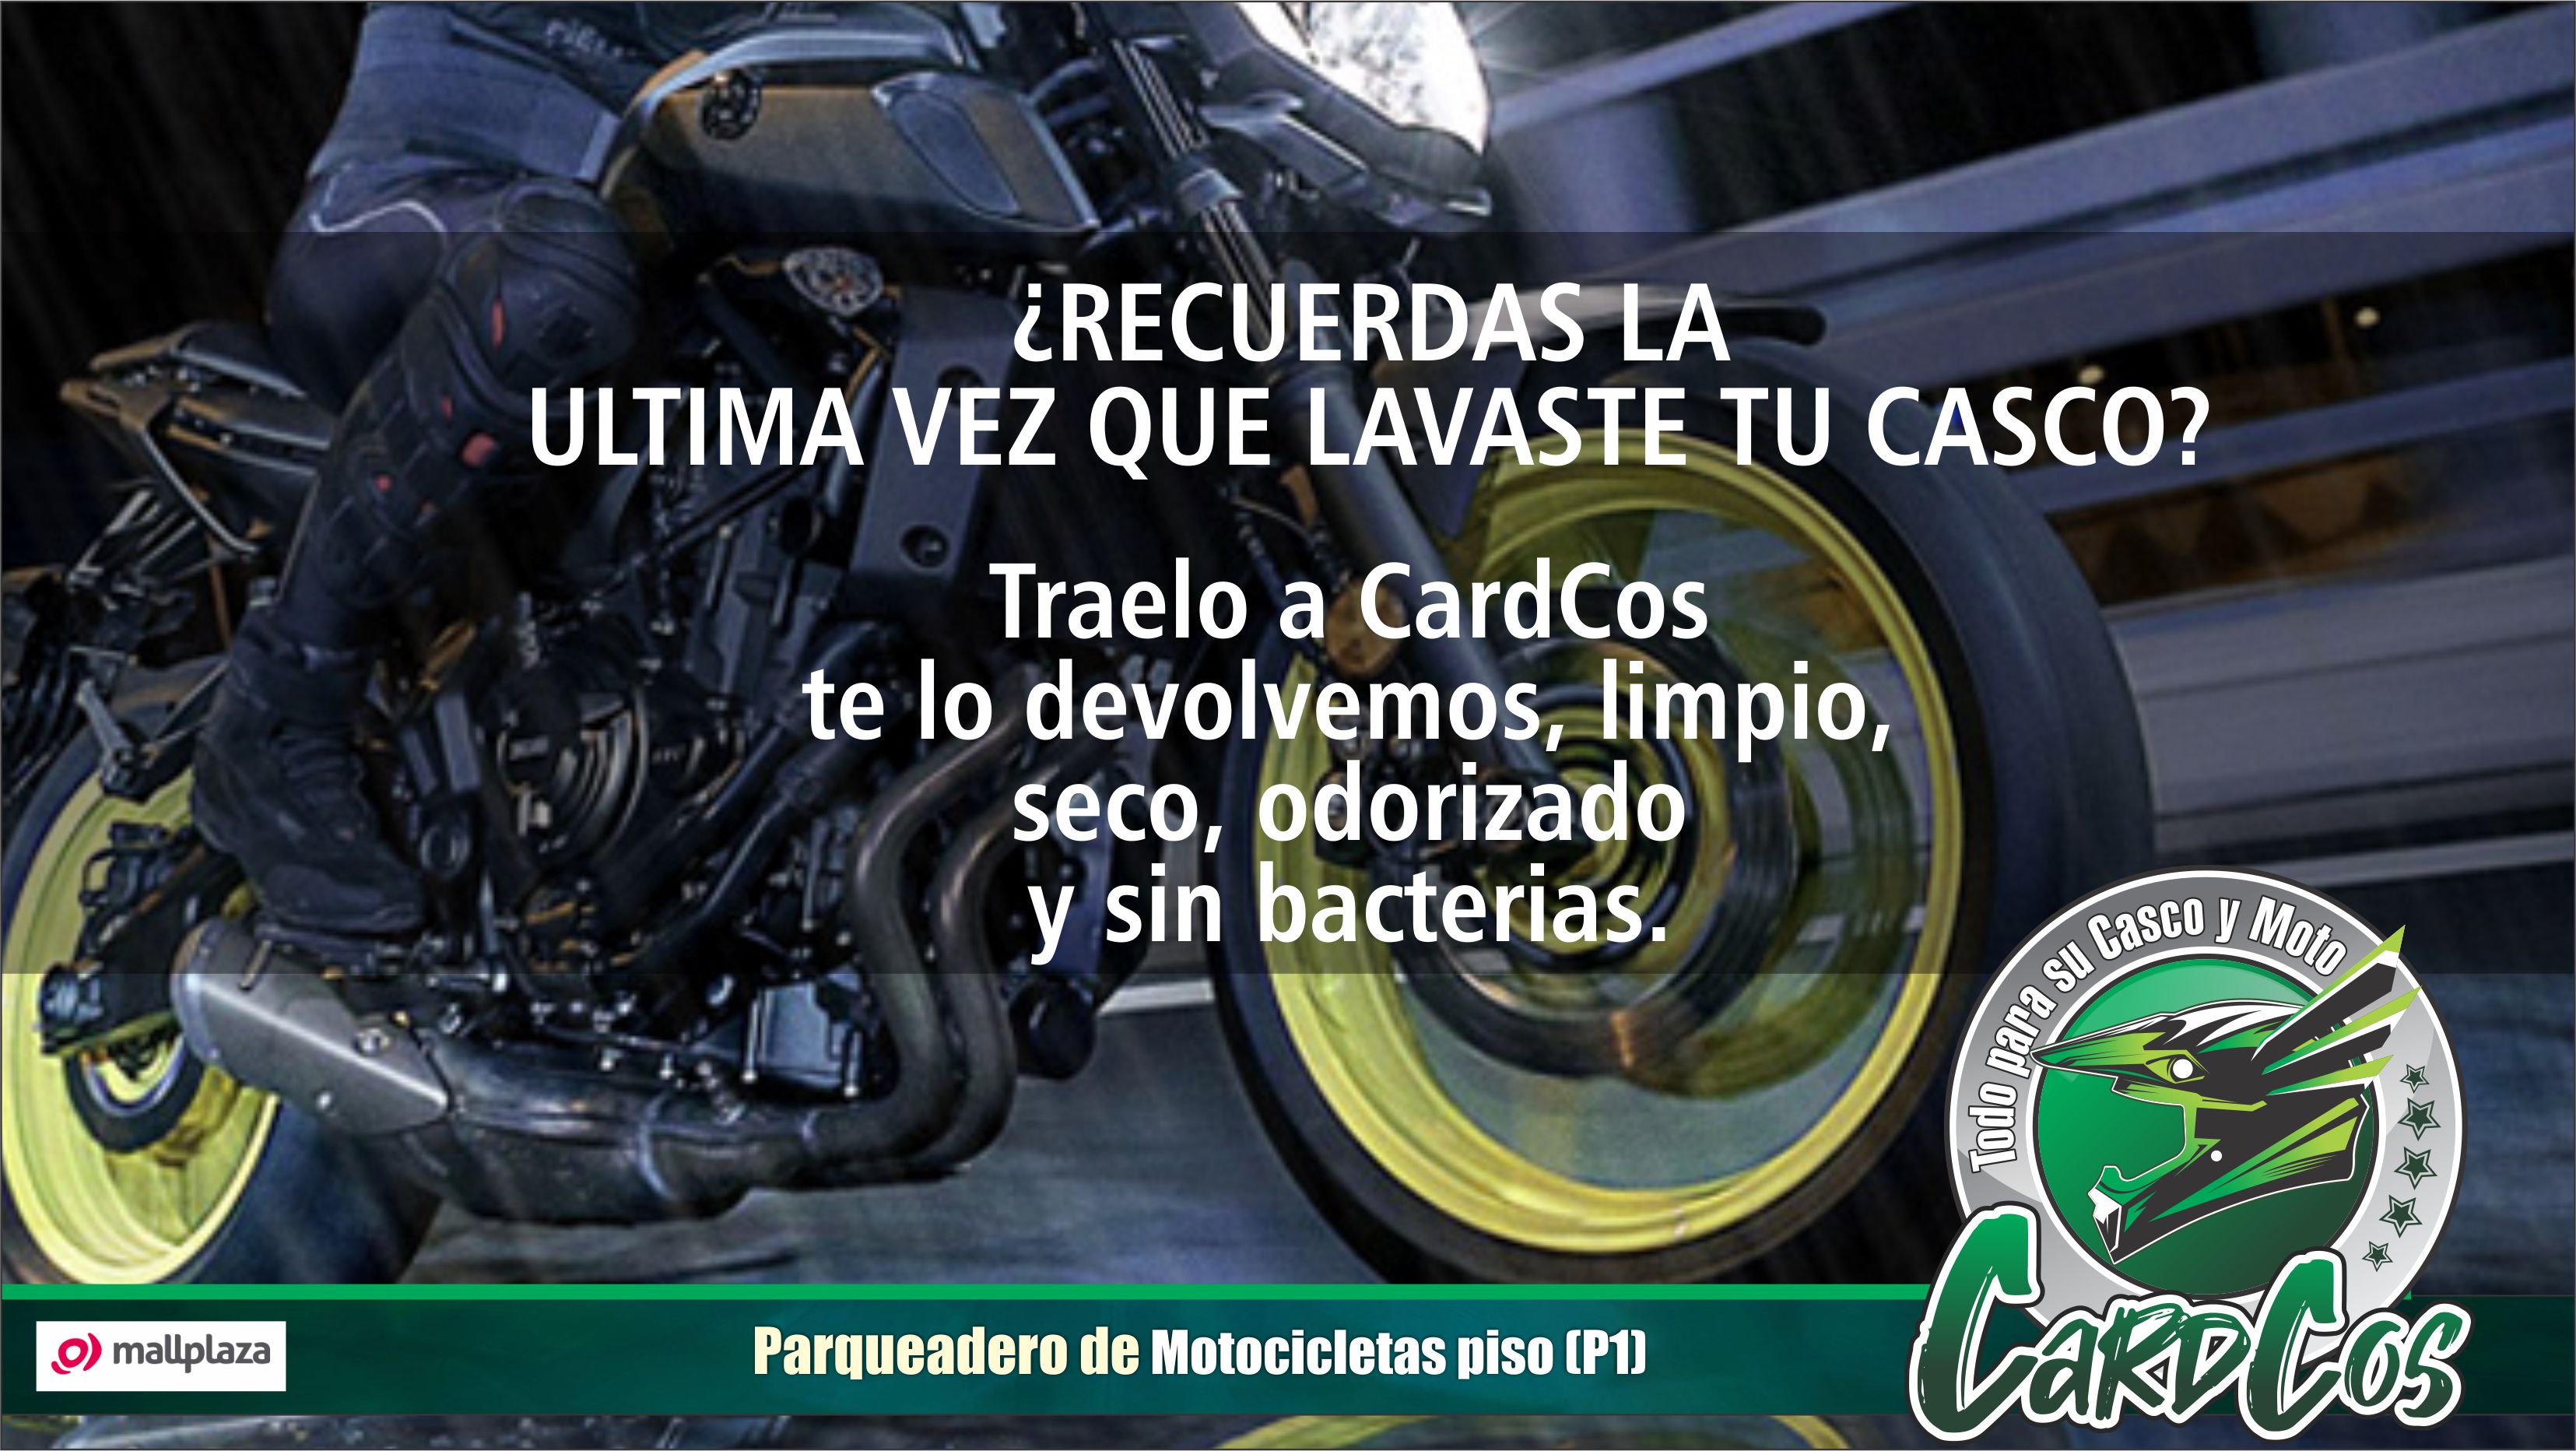 ¿RECUERDAS LA
ULTIMA VEZ QUE LAVASTE TU CASCO?
Traelo a CardCos
te lo devolvemos, limpio,
seco, odorizado
y sin bacterias.
Todo para su Casco y Moto
CARDCOS
mallplaza
Parqueadero de Motocicletas piso (P1)